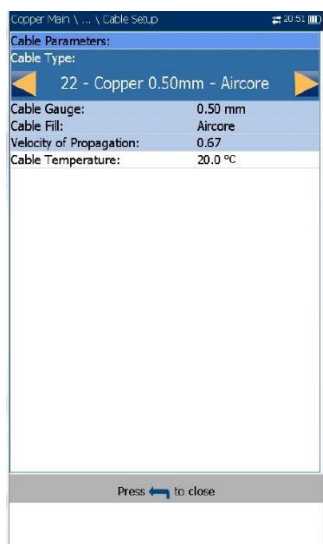 Copper Main \ ... \ Cable Setup 20:51
Cable Parameters:
Cable Type:
22 - Copper 0.50mm - Aircore
Cable Gauge: 0.50 mm
Cable Fill: Aircore
Velocity of Propagation: 0.67
Cable Temperature: 20.0 ºC
Press to close